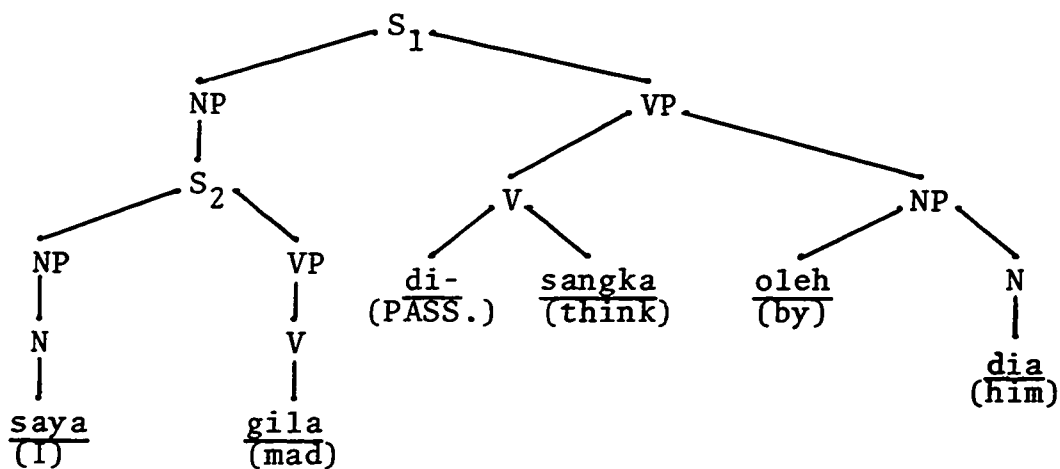 S₁
NP VP
S₂ V NP
NP VP di- sangka oleh N
(PASS.) (think) (by)
N V dia
(him)
saya gila
(I) (mad)